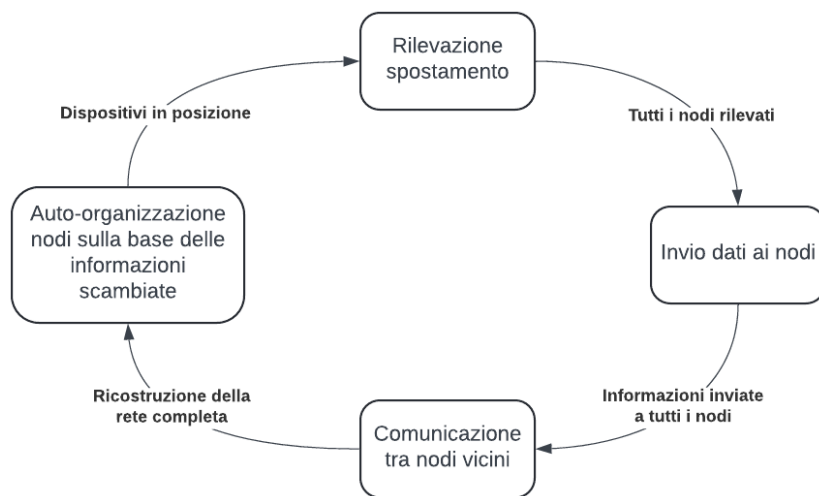 Rilevazione
spostamento
Dispositivi in posizione
Tutti i nodi rilevati
Auto-organizzazione
nodi sulla base delle
informazioni
scambiate
Invio dati ai nodi
Ricostruzione della
rete completa
Informazioni inviate
a tutti i nodi
Comunicazione
tra nodi vicini